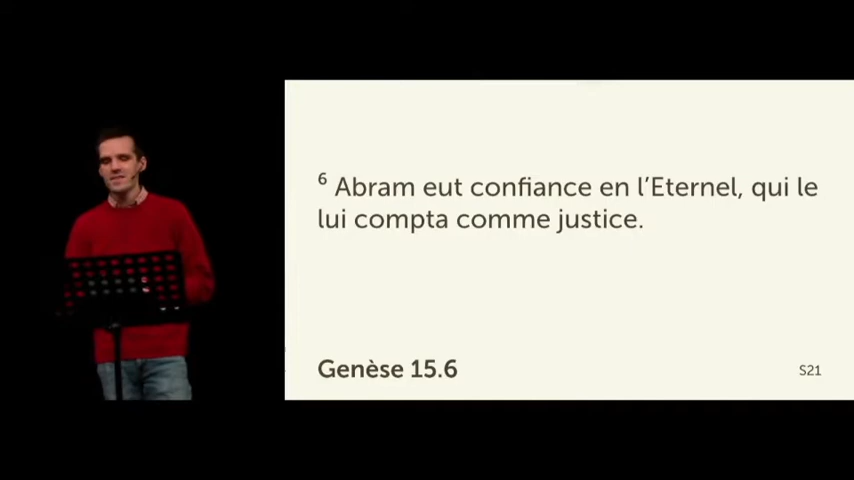 6 Abram eut confiance en l’Eternel, qui le
lui compta comme justice.
Genèse 15.6
S21